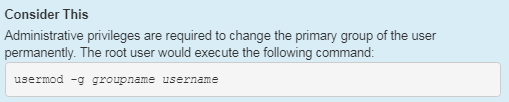 Consider This
Administrative privileges are required to change the primary group of the user
permanently. The root user would execute the following command:
usermod -g groupname username